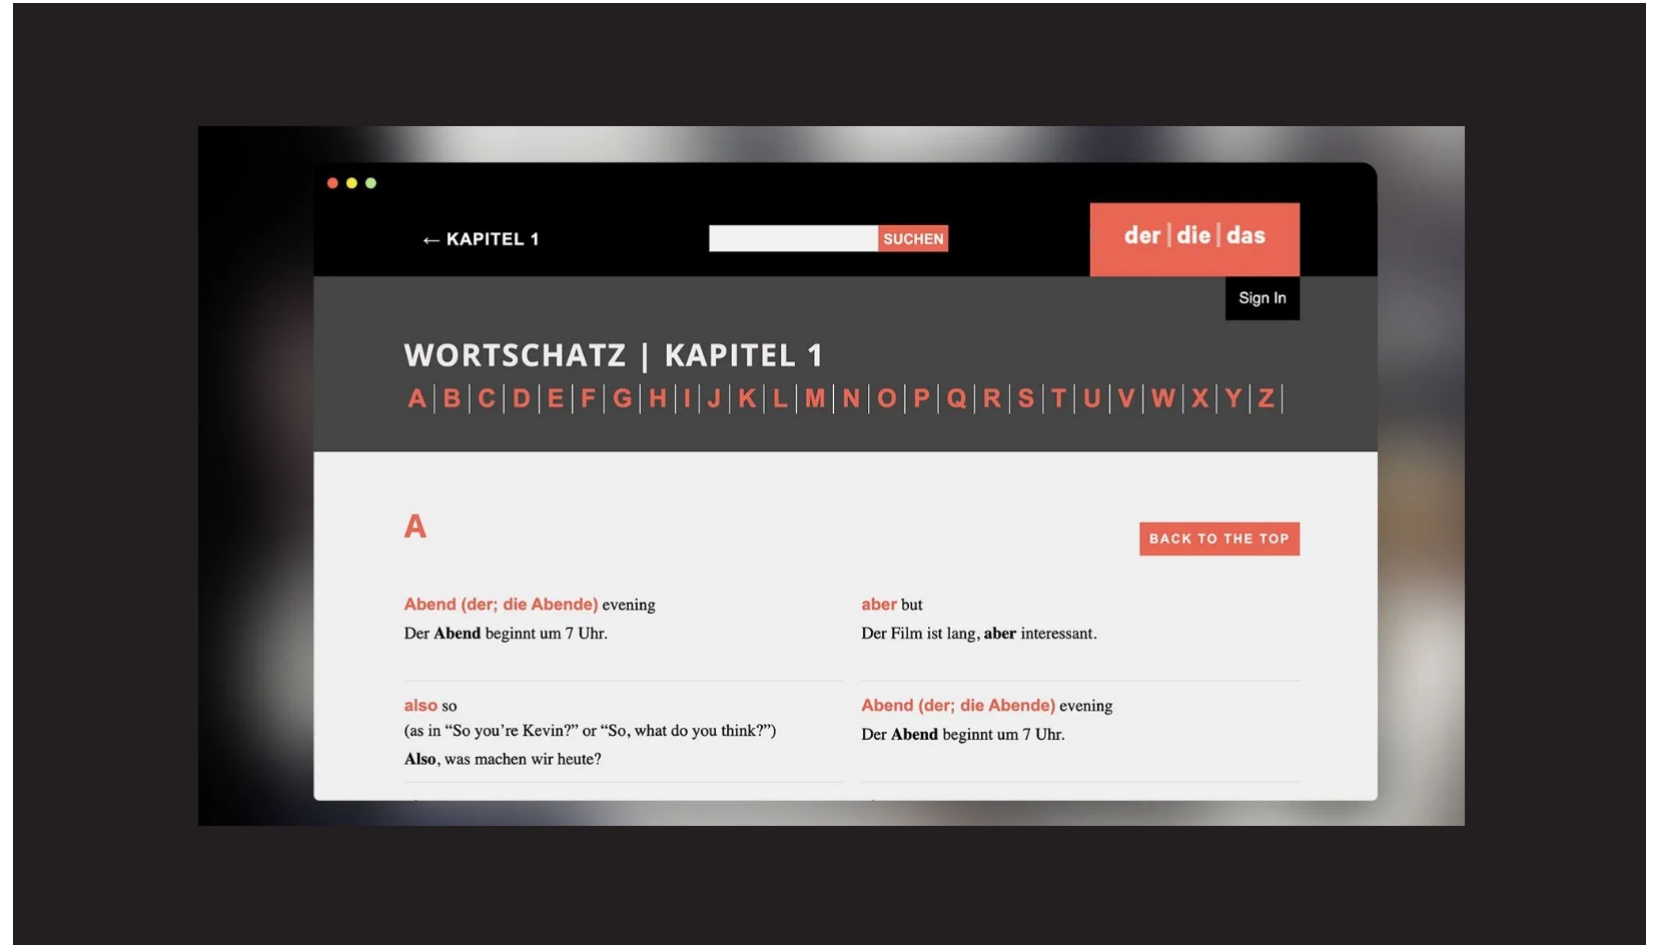 ← KAPITEL 1
SUCHEN
der|die|das
Sign In
WORTSCHATZ | KAPITEL 1
A|B|C|D|E|F|G|H|I|J|K|L|M|N|O|P|Q|R|S|T|U|V|W|X|Y|Z|
A
BACK TO THE TOP
Abend (der; die Abende) evening
Der Abend beginnt um 7 Uhr.
aber but
Der Film ist lang, aber interessant.
also so
(as in “So you’re Kevin?” or “So, what do you think?”)
Also, was machen wir heute?
Abend (der; die Abende) evening
Der Abend beginnt um 7 Uhr.